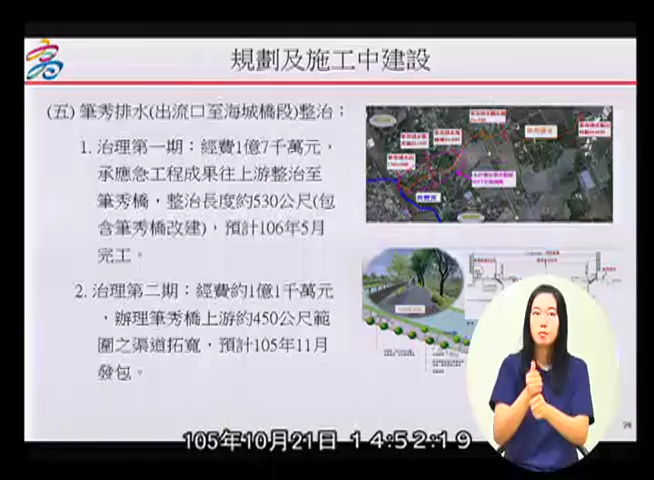 規劃及施工中建設
(五) 筆秀排水(出流口至海城橋段)整治：
1. 治理第一期：經費1億7千萬元，
承應急工程成果往上游整治至
筆秀橋，整治長度約530公尺(包
含筆秀橋改建)，預計106年5月
完工。
2. 治理第二期：經費約1億1千萬元
，辦理筆秀橋上游約450公尺範
圍之渠道拓寬，預計105年11月
發包。
26
105年10月21日 14:52:19